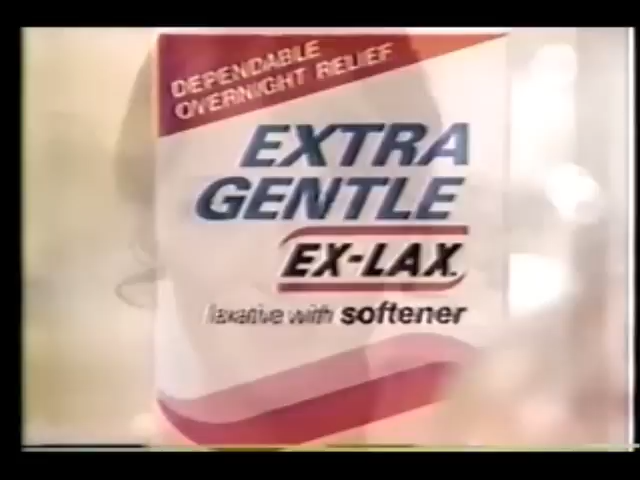 DEPENDABLE
OVERNIGHT RELIEF
EXTRA
GENTLE
EX-LAX.
laxative with softener